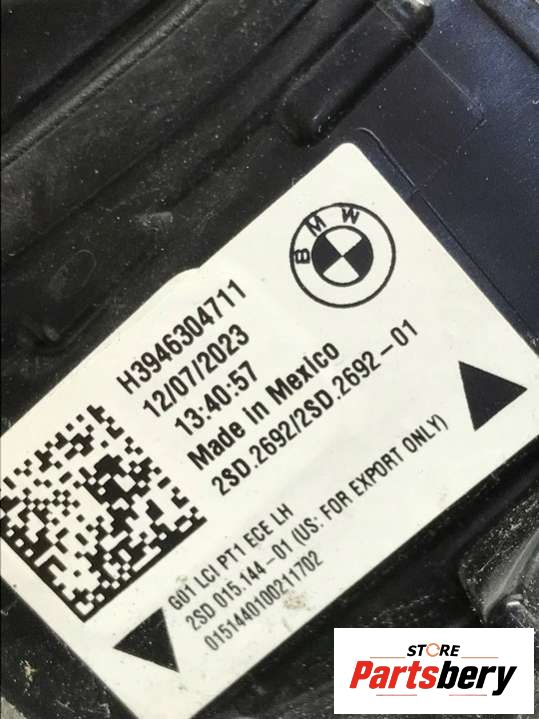 BMW
H3946304711
12/07/2023
13:40:57
Made in Mexico
2SD.2692/2SD.2692-01
G01 LCI PT1 ECE LH
2SD 015.144-01 (US: FOR EXPORT ONLY)
0151440100211702
STORE
Partsbery